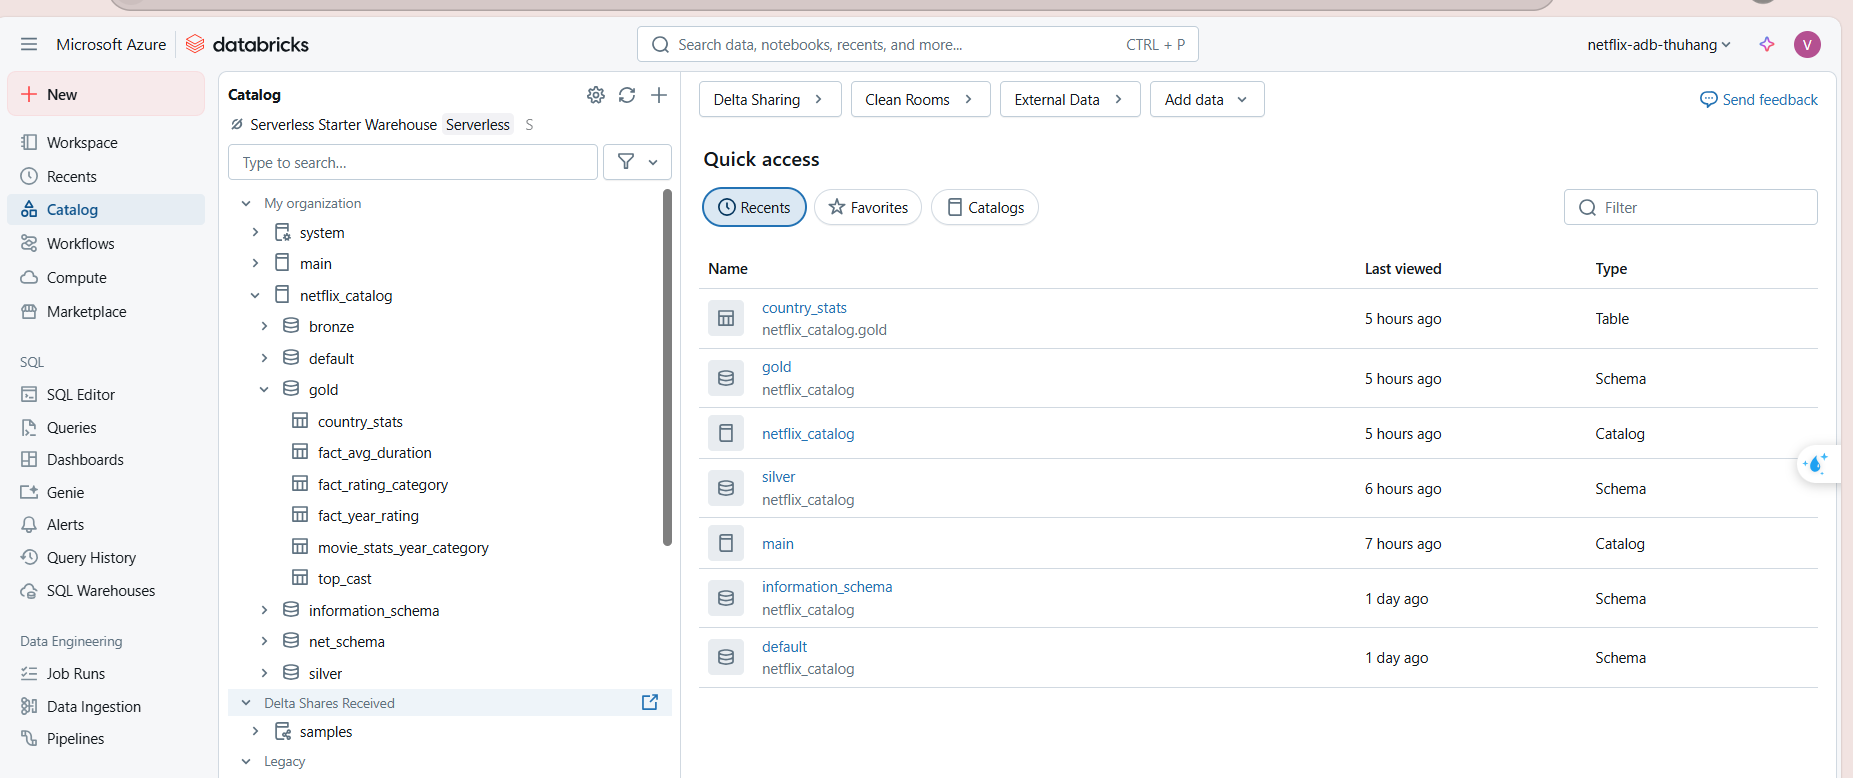 Microsoft Azure databricks
Search data, notebooks, recents, and more... CTRL + P
netflix-adb-thuhang
V
New
Workspace
Recents
Catalog
Workflows
Compute
Marketplace
SQL
SQL Editor
Queries
Dashboards
Genie
Alerts
Query History
SQL Warehouses
Data Engineering
Job Runs
Data Ingestion
Pipelines
Catalog
Serverless Starter Warehouse Serverless S
Type to search...
My organization
system
main
netflix_catalog
bronze
default
gold
country_stats
fact_avg_duration
fact_rating_category
fact_year_rating
movie_stats_year_category
top_cast
information_schema
net_schema
silver
Delta Shares Received
samples
Legacy
Delta Sharing Clean Rooms External Data Add data
Send feedback
Quick access
Recents Favorites Catalogs
Filter
Name Last viewed Type
country_stats
netflix_catalog.gold
5 hours ago Table
gold
netflix_catalog
5 hours ago Schema
netflix_catalog 5 hours ago Catalog
silver
netflix_catalog
6 hours ago Schema
main 7 hours ago Catalog
information_schema
netflix_catalog
1 day ago Schema
default
netflix_catalog
1 day ago Schema